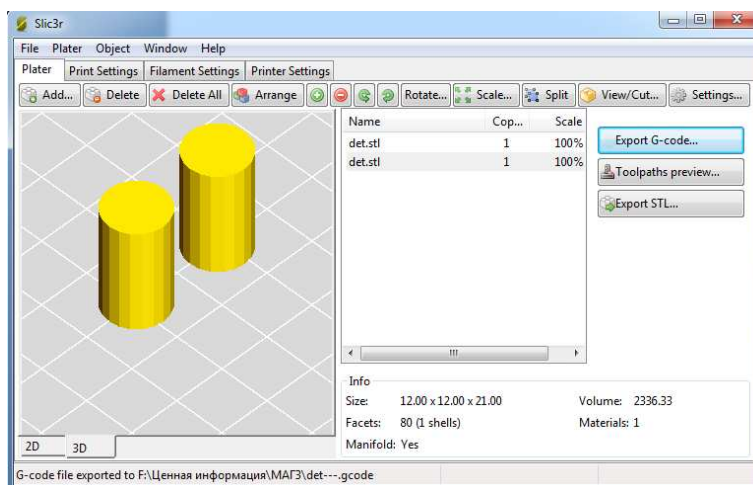 Slic3r
File Plater Object Window Help
Plater Print Settings Filament Settings Printer Settings
Add... Delete Delete All Arrange Rotate... Scale... Split View/Cut... Settings...
Name Cop... Scale
det.stl 1 100%
det.stl 1 100%
Export G-code...
Toolpaths preview...
Export STL...
Info
Size: 12.00 x 12.00 x 21.00 Volume: 2336.33
Facets: 80 (1 shells) Materials: 1
Manifold: Yes
2D 3D
G-code file exported to F:\Ценная информация\МАГ3\det---.gcode